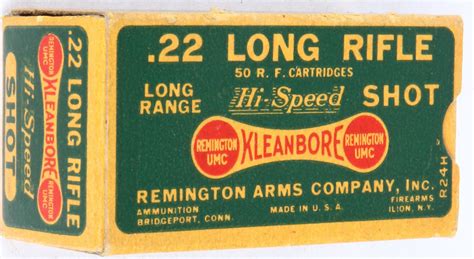 .22 LONG RIFLE
Hi-Speed
REMINGTON UMC
KLEANBORE
SHOT
.22 LONG RIFLE
50 R. F. CARTRIDGES
LONG RANGE
Hi-Speed
SHOT
REMINGTON UMC
KLEANBORE
REMINGTON UMC
REMINGTON ARMS COMPANY, INC.
AMMUNITION
BRIDGEPORT, CONN.
MADE IN U. S. A.
FIREARMS
ILION, N. Y.
R24H